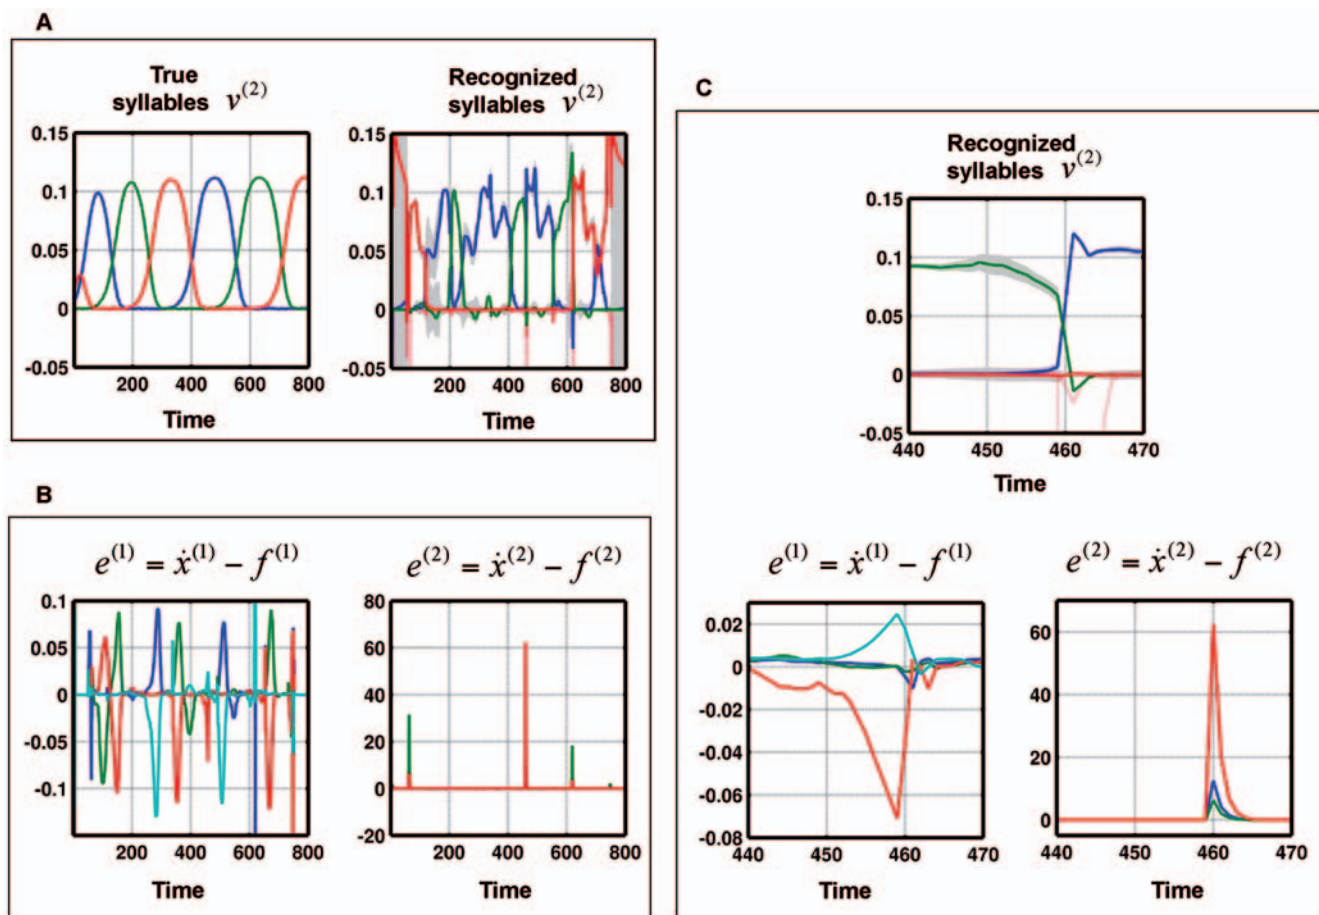 A
True
syllables v(2)
0.15
0.1
0.05
0
-0.05
200 400 600 800
Time
Recognized
syllables v(2)
0.15
0.1
0.05
0
-0.05
200 400 600 800
Time
B
e(1) = ẋ(1) − f(1)
0.1
0.05
0
-0.05
-0.1
200 400 600 800
Time
e(2) = ẋ(2) − f(2)
80
60
40
20
0
-20
200 400 600 800
Time
C
Recognized
syllables v(2)
0.15
0.1
0.05
0
-0.05
440 450 460 470
Time
e(1) = ẋ(1) − f(1)
0.02
0
-0.02
-0.04
-0.06
-0.08
440 450 460 470
Time
e(2) = ẋ(2) − f(2)
60
40
20
0
440 450 460 470
Time